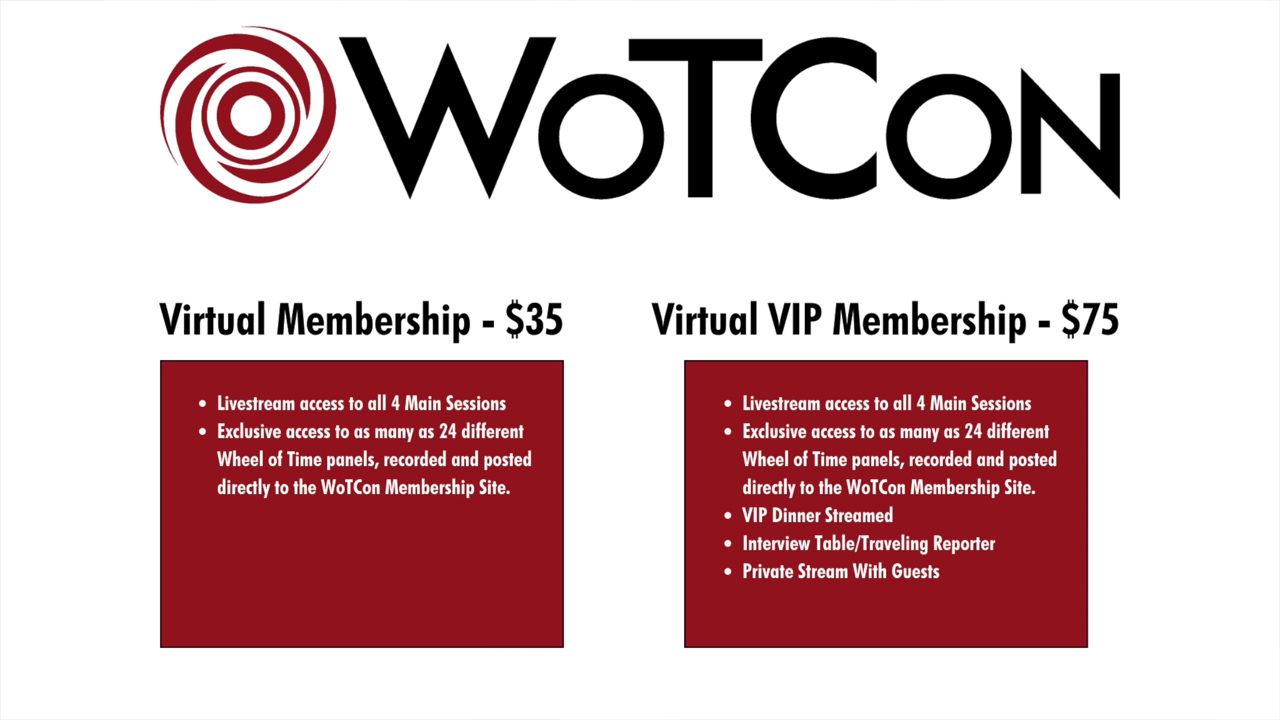 WoTCon
Virtual Membership - $35
• Livestream access to all 4 Main Sessions
• Exclusive access to as many as 24 different
Wheel of Time panels, recorded and posted
directly to the WoTCon Membership Site.
Virtual VIP Membership - $75
• Livestream access to all 4 Main Sessions
• Exclusive access to as many as 24 different
Wheel of Time panels, recorded and posted
directly to the WoTCon Membership Site.
• VIP Dinner Streamed
• Interview Table/Traveling Reporter
• Private Stream With Guests